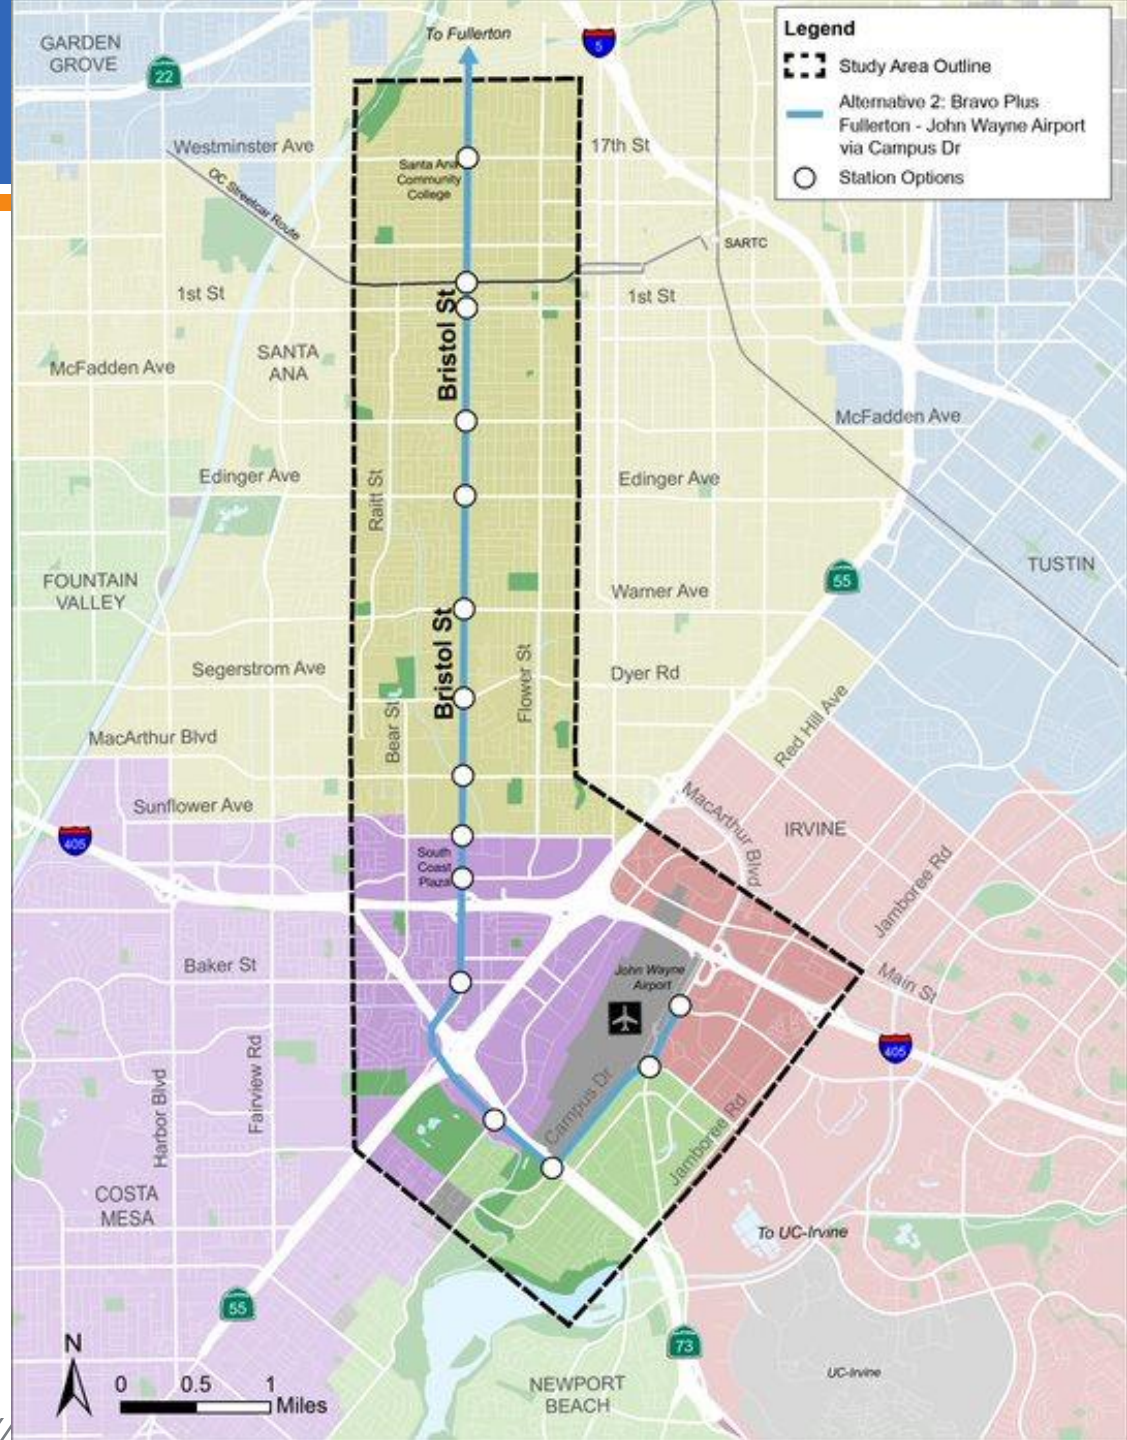 To Fullerton
GARDEN
GROVE
22
5
Legend
Study Area Outline
Alternative 2: Bravo Plus
Fullerton - John Wayne Airport
via Campus Dr
Station Options
Westminster Ave
17th St
Santa Ana
Community
College
OC Streetcar Route
SARTC
1st St
1st St
Bristol St
SANTA
ANA
McFadden Ave
McFadden Ave
Edinger Ave
Edinger Ave
Raitt St
FOUNTAIN
VALLEY
Warner Ave
55
TUSTIN
Bristol St
Segerstrom Ave
Flower St
Dyer Rd
Bear St
Red Hill Ave
MacArthur Blvd
Sunflower Ave
MacArthur Blvd
IRVINE
405
South
Coast
Plaza
Jamboree Rd
Baker St
John Wayne
Airport
Main St
405
Fairview Rd
Harbor Blvd
Campus Dr
Jamboree Rd
COSTA
MESA
To UC-Irvine
55
73
N
UC-Irvine
0 0.5 1
Miles
NEWPORT
BEACH